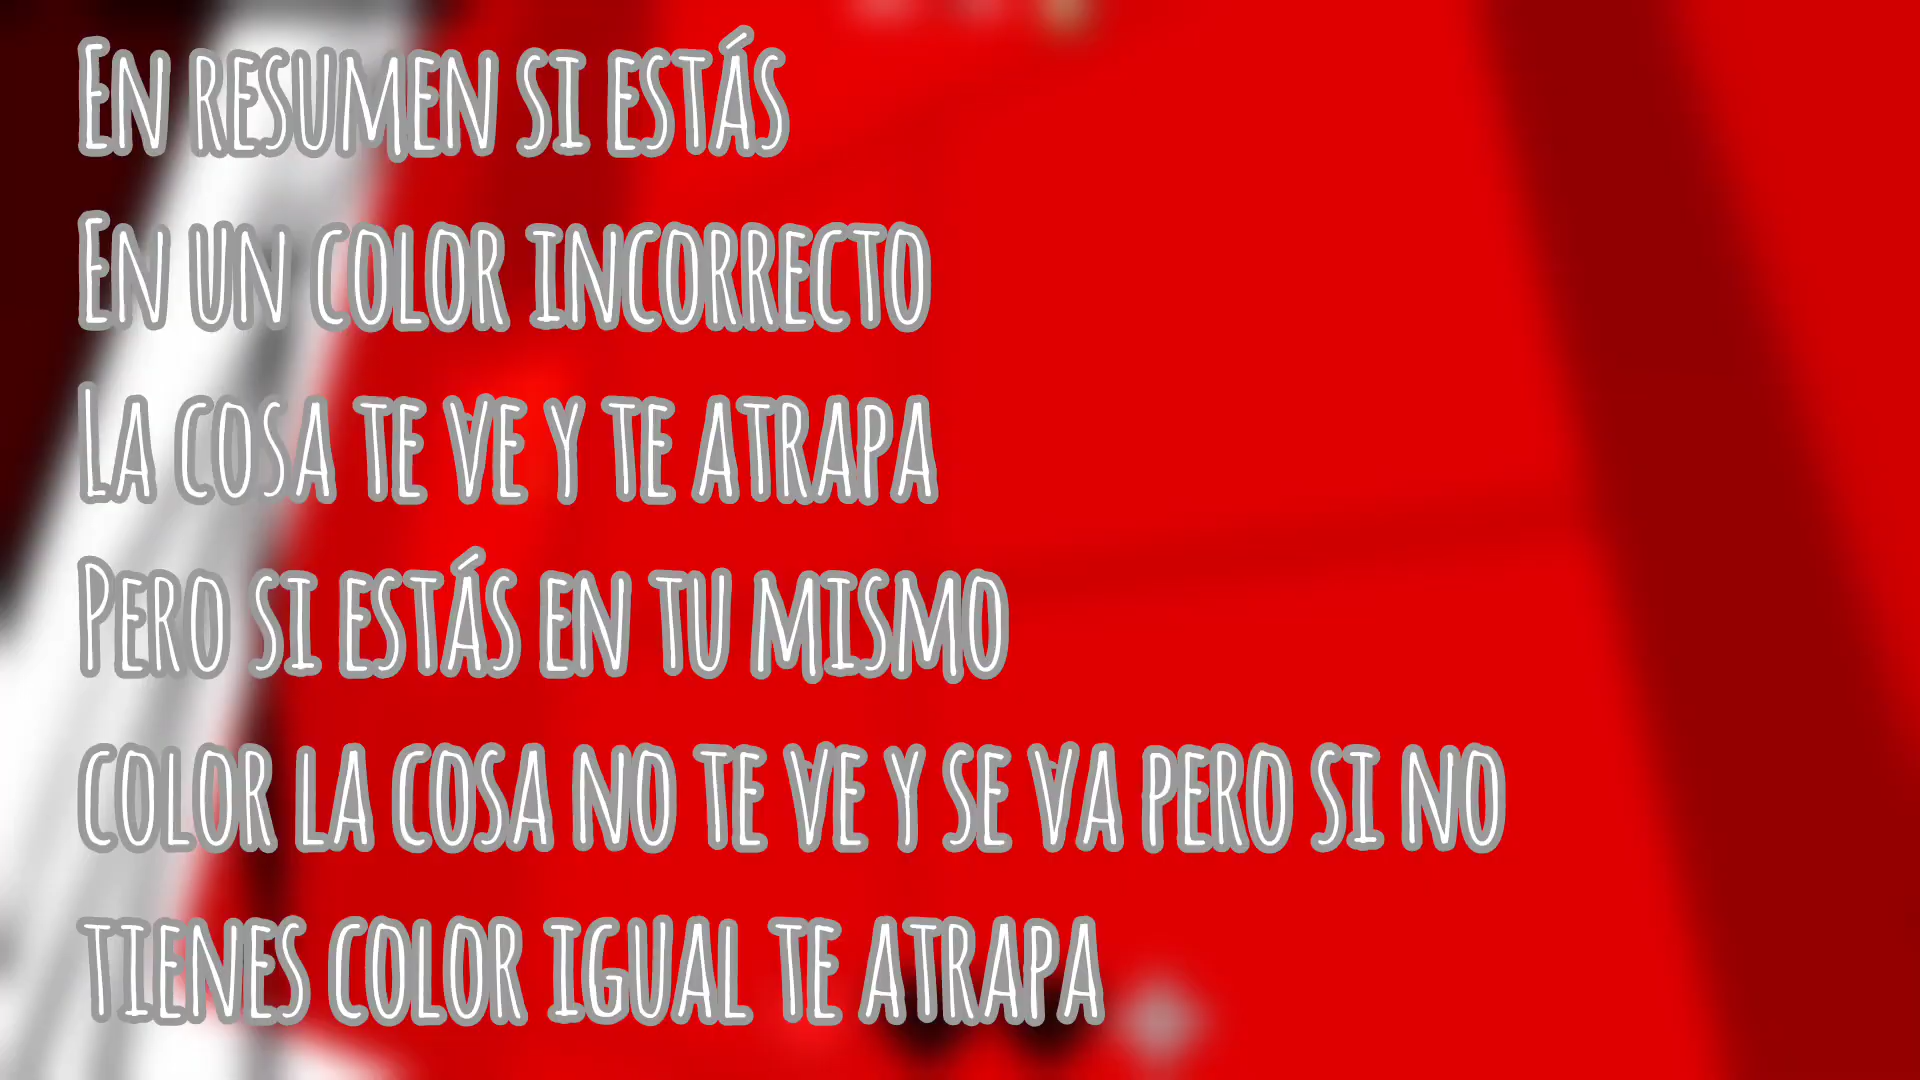 En resumen si estás
En un color incorrecto
La cosa te ve y te atrapa
Pero si estás en tu mismo
color la cosa no te ve y se va pero si no
tienes color igual te atrapa